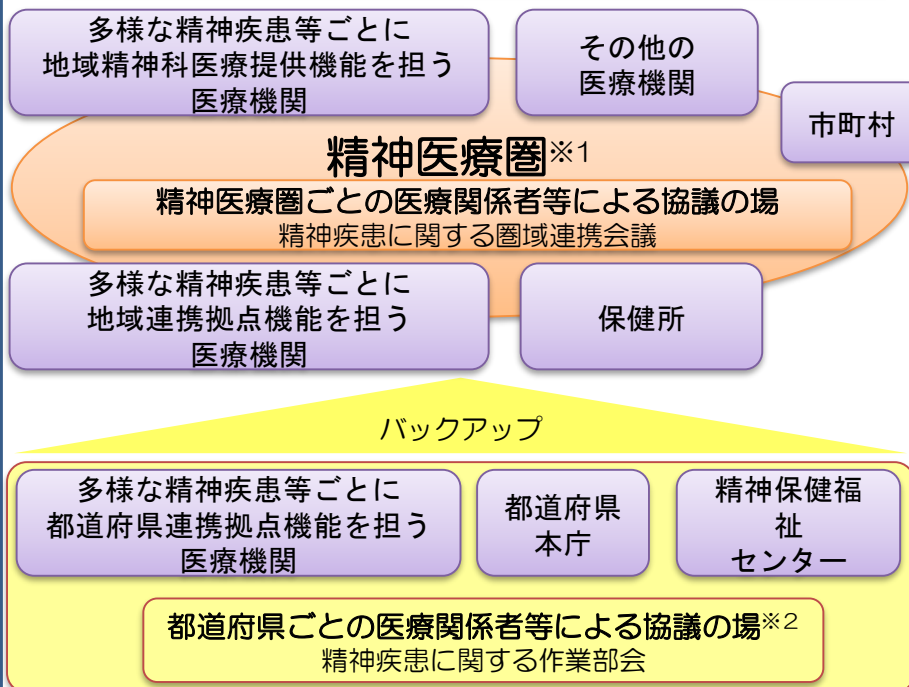 多様な精神疾患等ごとに
地域精神科医療提供機能を担う
医療機関
その他の
医療機関
市町村
精神医療圏※1
精神医療圏ごとの医療関係者等による協議の場
精神疾患に関する圏域連携会議
多様な精神疾患等ごとに
地域連携拠点機能を担う
医療機関
保健所
バックアップ
多様な精神疾患等ごとに
都道府県連携拠点機能を担う
医療機関
都道府県
本庁
精神保健福
祉
センター
都道府県ごとの医療関係者等による協議の場※2
精神疾患に関する作業部会